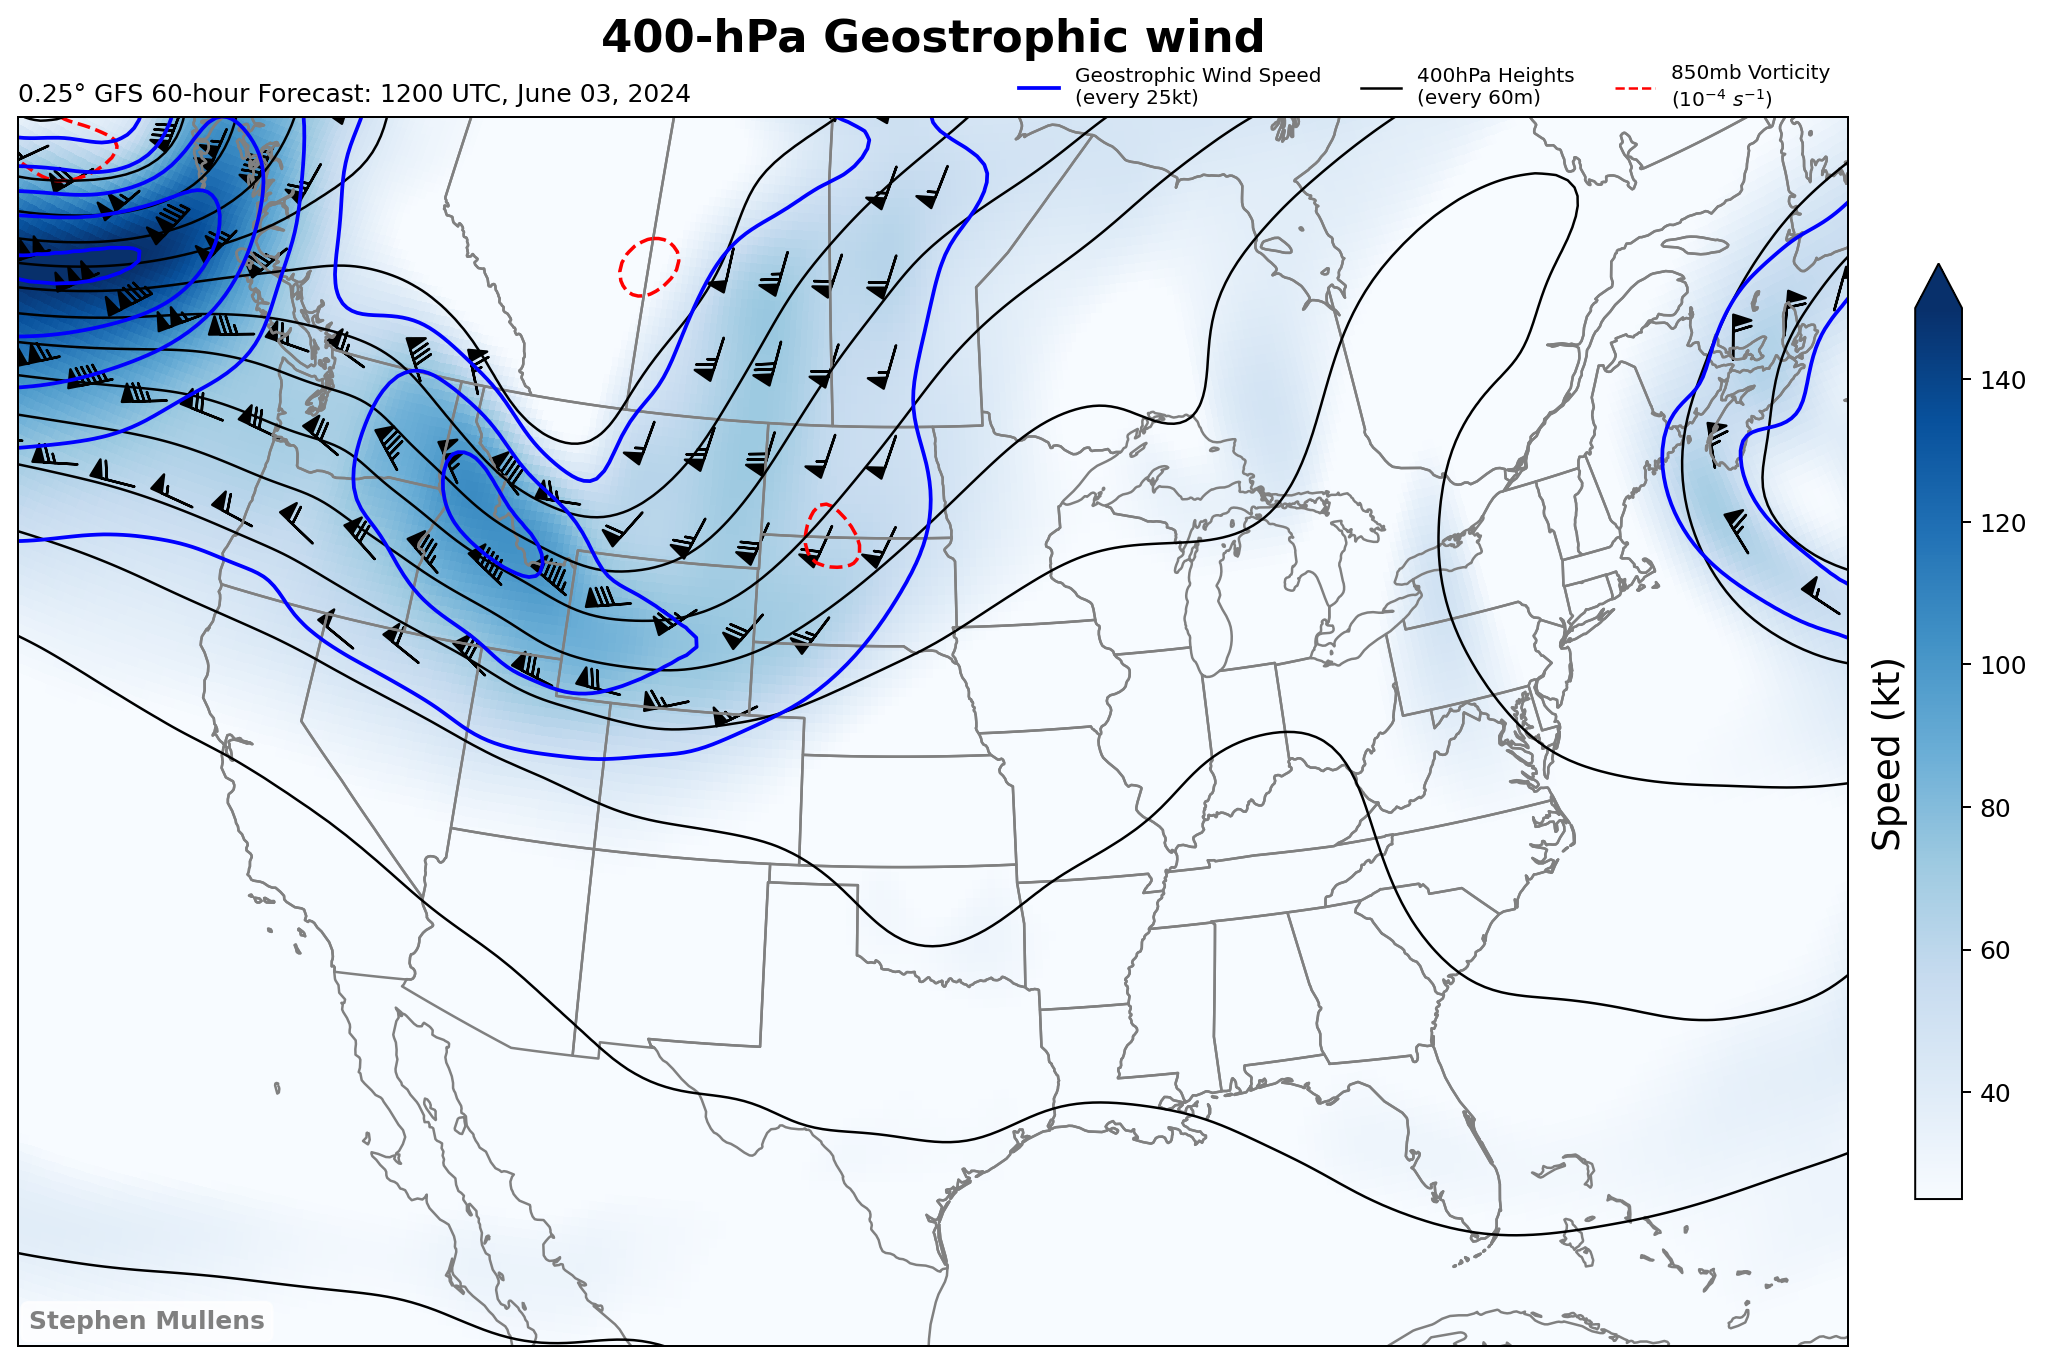 400-hPa Geostrophic wind
0.25° GFS 60-hour Forecast: 1200 UTC, June 03, 2024
Geostrophic Wind Speed
(every 25kt)
400hPa Heights
(every 60m)
850mb Vorticity
(10⁻⁴ s⁻¹)
140
120
100
80
60
40
Speed (kt)
Stephen Mullens